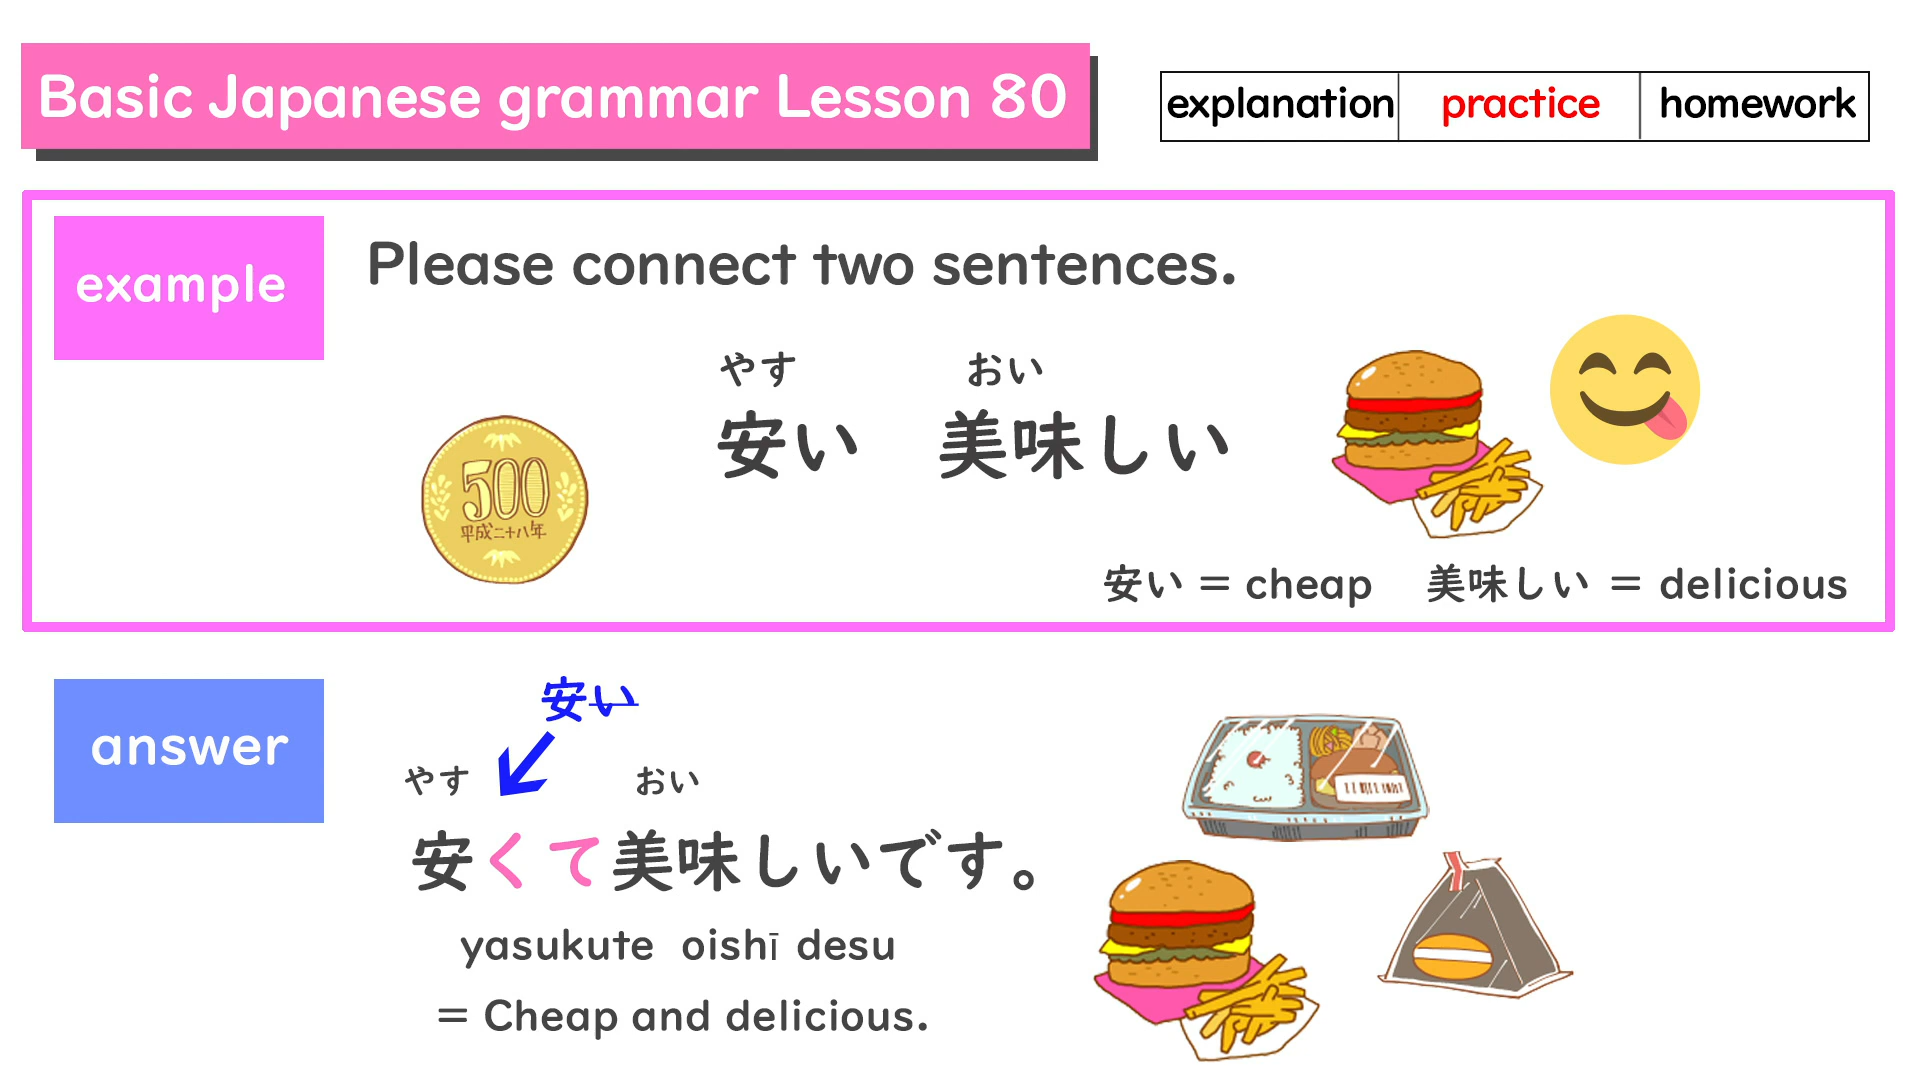 Basic Japanese grammar Lesson 80
explanation practice homework
example
Please connect two sentences.
やす おい
安い 美味しい
500
平成二十八年
安い = cheap 美味しい = delicious
answer
安い
やす おい
安くて美味しいです。
yasukute oishī desu
= Cheap and delicious.